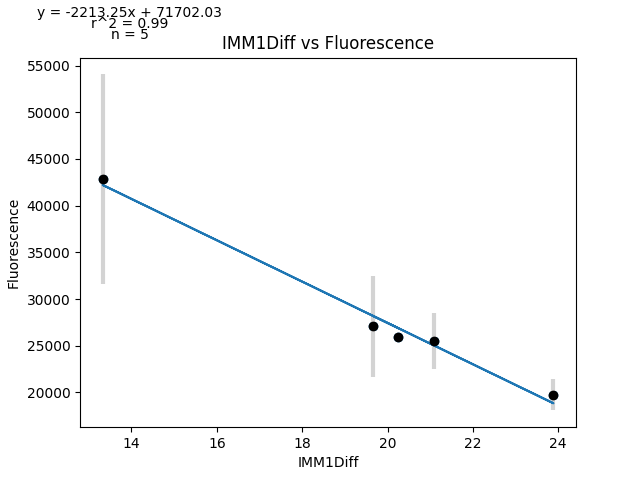 y = -2213.25x + 71702.03
r^2 = 0.99
n = 5
IMM1Diff vs Fluorescence
55000
50000
45000
40000
35000
30000
25000
20000
Fluorescence
14 16 18 20 22 24
IMM1Diff